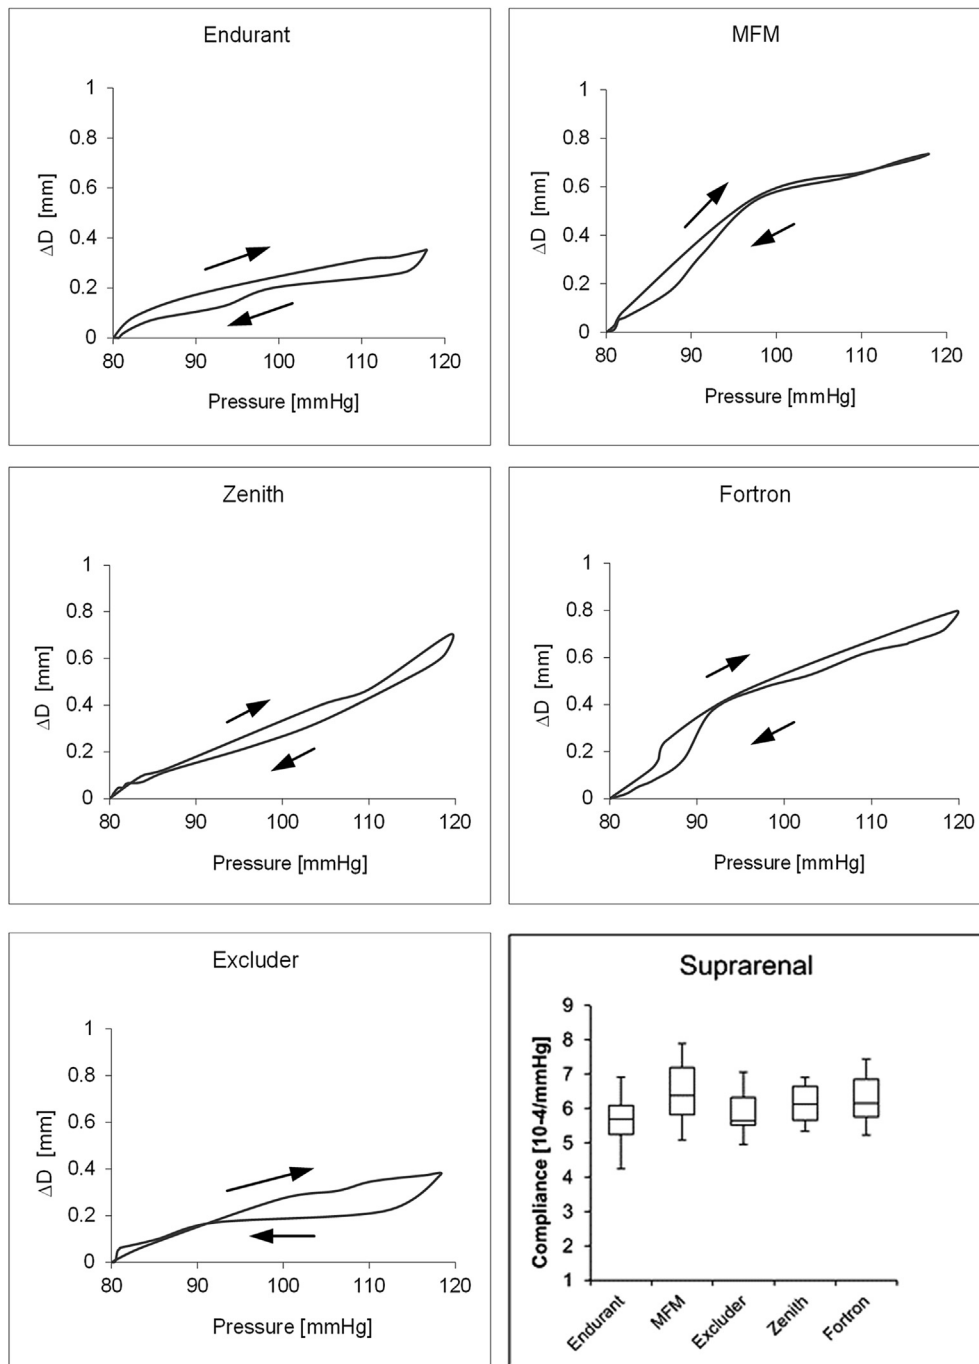 Endurant
1
0.8
0.6
0.4
0.2
0
ΔD [mm]
80 90 100 110 120
Pressure [mmHg]
MFM
1
0.8
0.6
0.4
0.2
0
ΔD [mm]
80 90 100 110 120
Pressure [mmHg]
Zenith
1
0.8
0.6
0.4
0.2
0
ΔD [mm]
80 90 100 110 120
Pressure [mmHg]
Fortron
1
0.8
0.6
0.4
0.2
0
ΔD [mm]
80 90 100 110 120
Pressure [mmHg]
Excluder
1
0.8
0.6
0.4
0.2
0
ΔD [mm]
80 90 100 110 120
Pressure [mmHg]
Suprarenal
9
8
7
6
5
4
3
2
1
Compliance [10-4/mmHg]
Endurant
MFM
Excluder
Zenith
Fortron